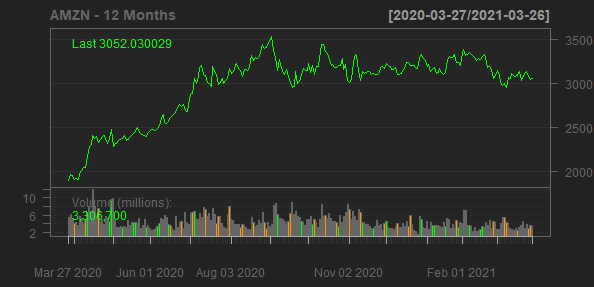 AMZN - 12 Months [2020-03-27/2021-03-26]
Last 3052.030029
3500
3000
2500
2000
Volume (millions):
3,306,700
10
6
2
Mar 27 2020 Jun 01 2020 Aug 03 2020 Nov 02 2020 Feb 01 2021